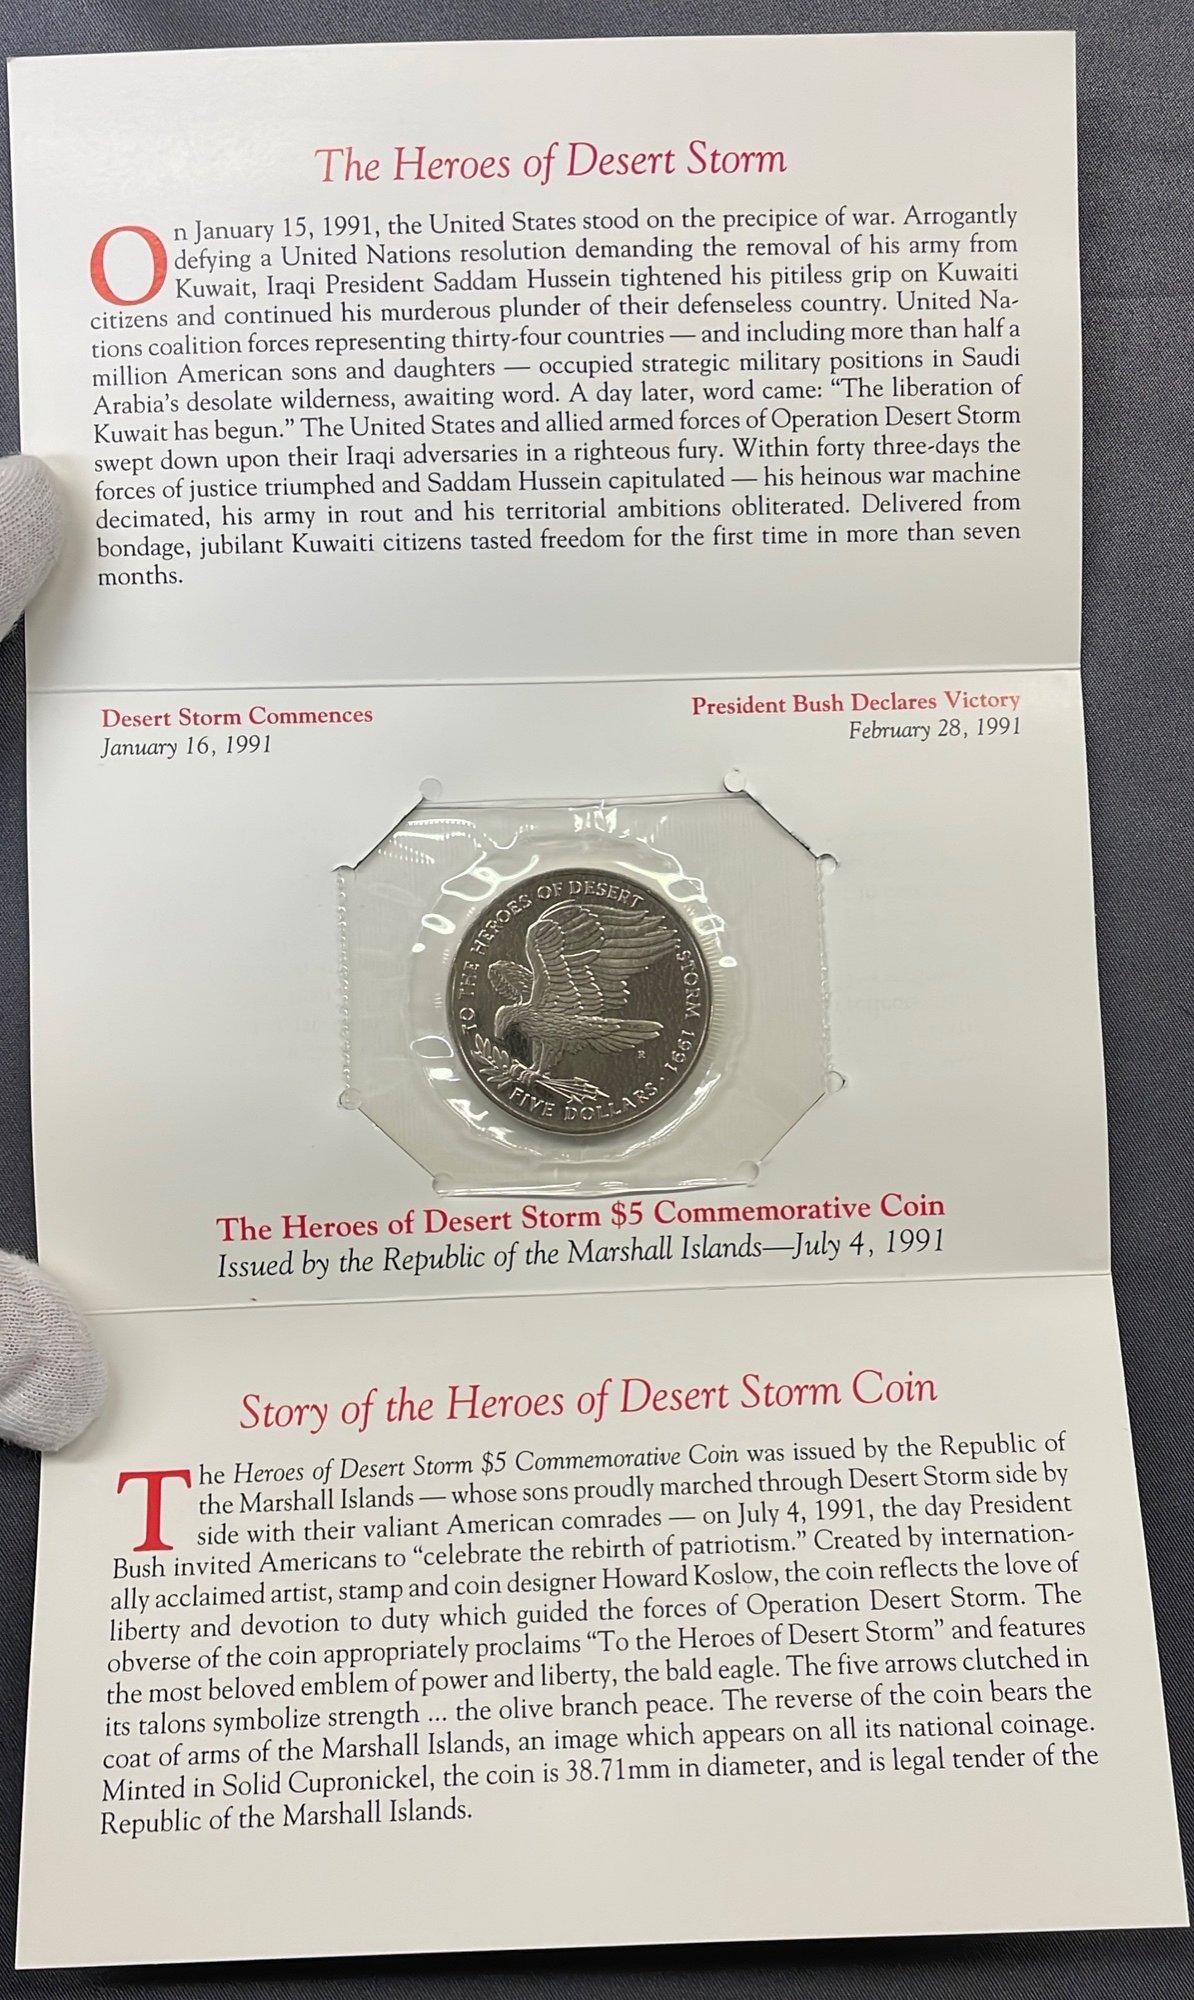 The Heroes of Desert Storm
On January 15, 1991, the United States stood on the precipice of war. Arrogantly
defying a United Nations resolution demanding the removal of his army from
Kuwait, Iraqi President Saddam Hussein tightened his pitiless grip on Kuwaiti
citizens and continued his murderous plunder of their defenseless country. United Na-
tions coalition forces representing thirty-four countries — and including more than half a
million American sons and daughters — occupied strategic military positions in Saudi
Arabia's desolate wilderness, awaiting word. A day later, word came: “The liberation of
Kuwait has begun.” The United States and allied armed forces of Operation Desert Storm
swept down upon their Iraqi adversaries in a righteous fury. Within forty three-days the
forces of justice triumphed and Saddam Hussein capitulated — his heinous war machine
decimated, his army in rout and his territorial ambitions obliterated. Delivered from
bondage, jubilant Kuwaiti citizens tasted freedom for the first time in more than seven
months.
Desert Storm Commences
January 16, 1991
President Bush Declares Victory
February 28, 1991
TO THE HEROES OF DESERT STORM 1991
R
FIVE DOLLARS
The Heroes of Desert Storm $5 Commemorative Coin
Issued by the Republic of the Marshall Islands—July 4, 1991
Story of the Heroes of Desert Storm Coin
The Heroes of Desert Storm $5 Commemorative Coin was issued by the Republic of
the Marshall Islands — whose sons proudly marched through Desert Storm side by
side with their valiant American comrades — on July 4, 1991, the day President
Bush invited Americans to “celebrate the rebirth of patriotism.” Created by internation-
ally acclaimed artist, stamp and coin designer Howard Koslow, the coin reflects the love of
liberty and devotion to duty which guided the forces of Operation Desert Storm. The
obverse of the coin appropriately proclaims “To the Heroes of Desert Storm” and features
the most beloved emblem of power and liberty, the bald eagle. The five arrows clutched in
its talons symbolize strength ... the olive branch peace. The reverse of the coin bears the
coat of arms of the Marshall Islands, an image which appears on all its national coinage.
Minted in Solid Cupronickel, the coin is 38.71mm in diameter, and is legal tender of the
Republic of the Marshall Islands.